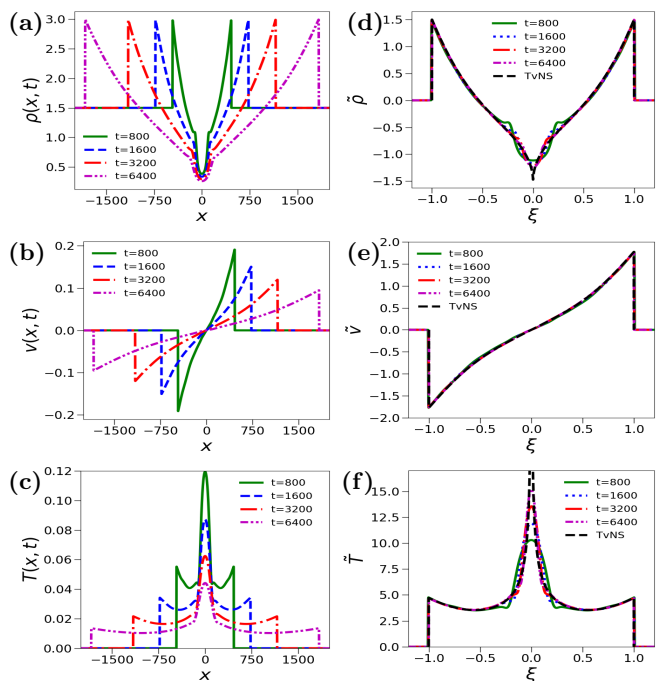 (a)
3.0
2.5
2.0
1.5
1.0
0.5
ρ(x, t)
t=800
t=1600
t=3200
t=6400
−1500 −750 0 750 1500
x
(d)
1.5
1.0
0.5
0.0
−0.5
−1.0
−1.5
ρ̃
t=800
t=1600
t=3200
t=6400
TvNS
−1.0 −0.5 0.0 0.5 1.0
ξ
(b)
0.2
0.1
0.0
−0.1
−0.2
v(x, t)
t=800
t=1600
t=3200
t=6400
−1500 −750 0 750 1500
x
(e)
2.0
1.5
1.0
0.5
0.0
−0.5
−1.0
−1.5
−2.0
ṽ
t=800
t=1600
t=3200
t=6400
TvNS
−1.0 −0.5 0.0 0.5 1.0
ξ
(c)
0.12
0.10
0.08
0.06
0.04
0.02
0.00
T(x, t)
t=800
t=1600
t=3200
t=6400
−1500 −750 0 750 1500
x
(f)
15.0
12.5
10.0
7.5
5.0
2.5
0.0
T̃
t=800
t=1600
t=3200
t=6400
TvNS
−1.0 −0.5 0.0 0.5 1.0
ξ